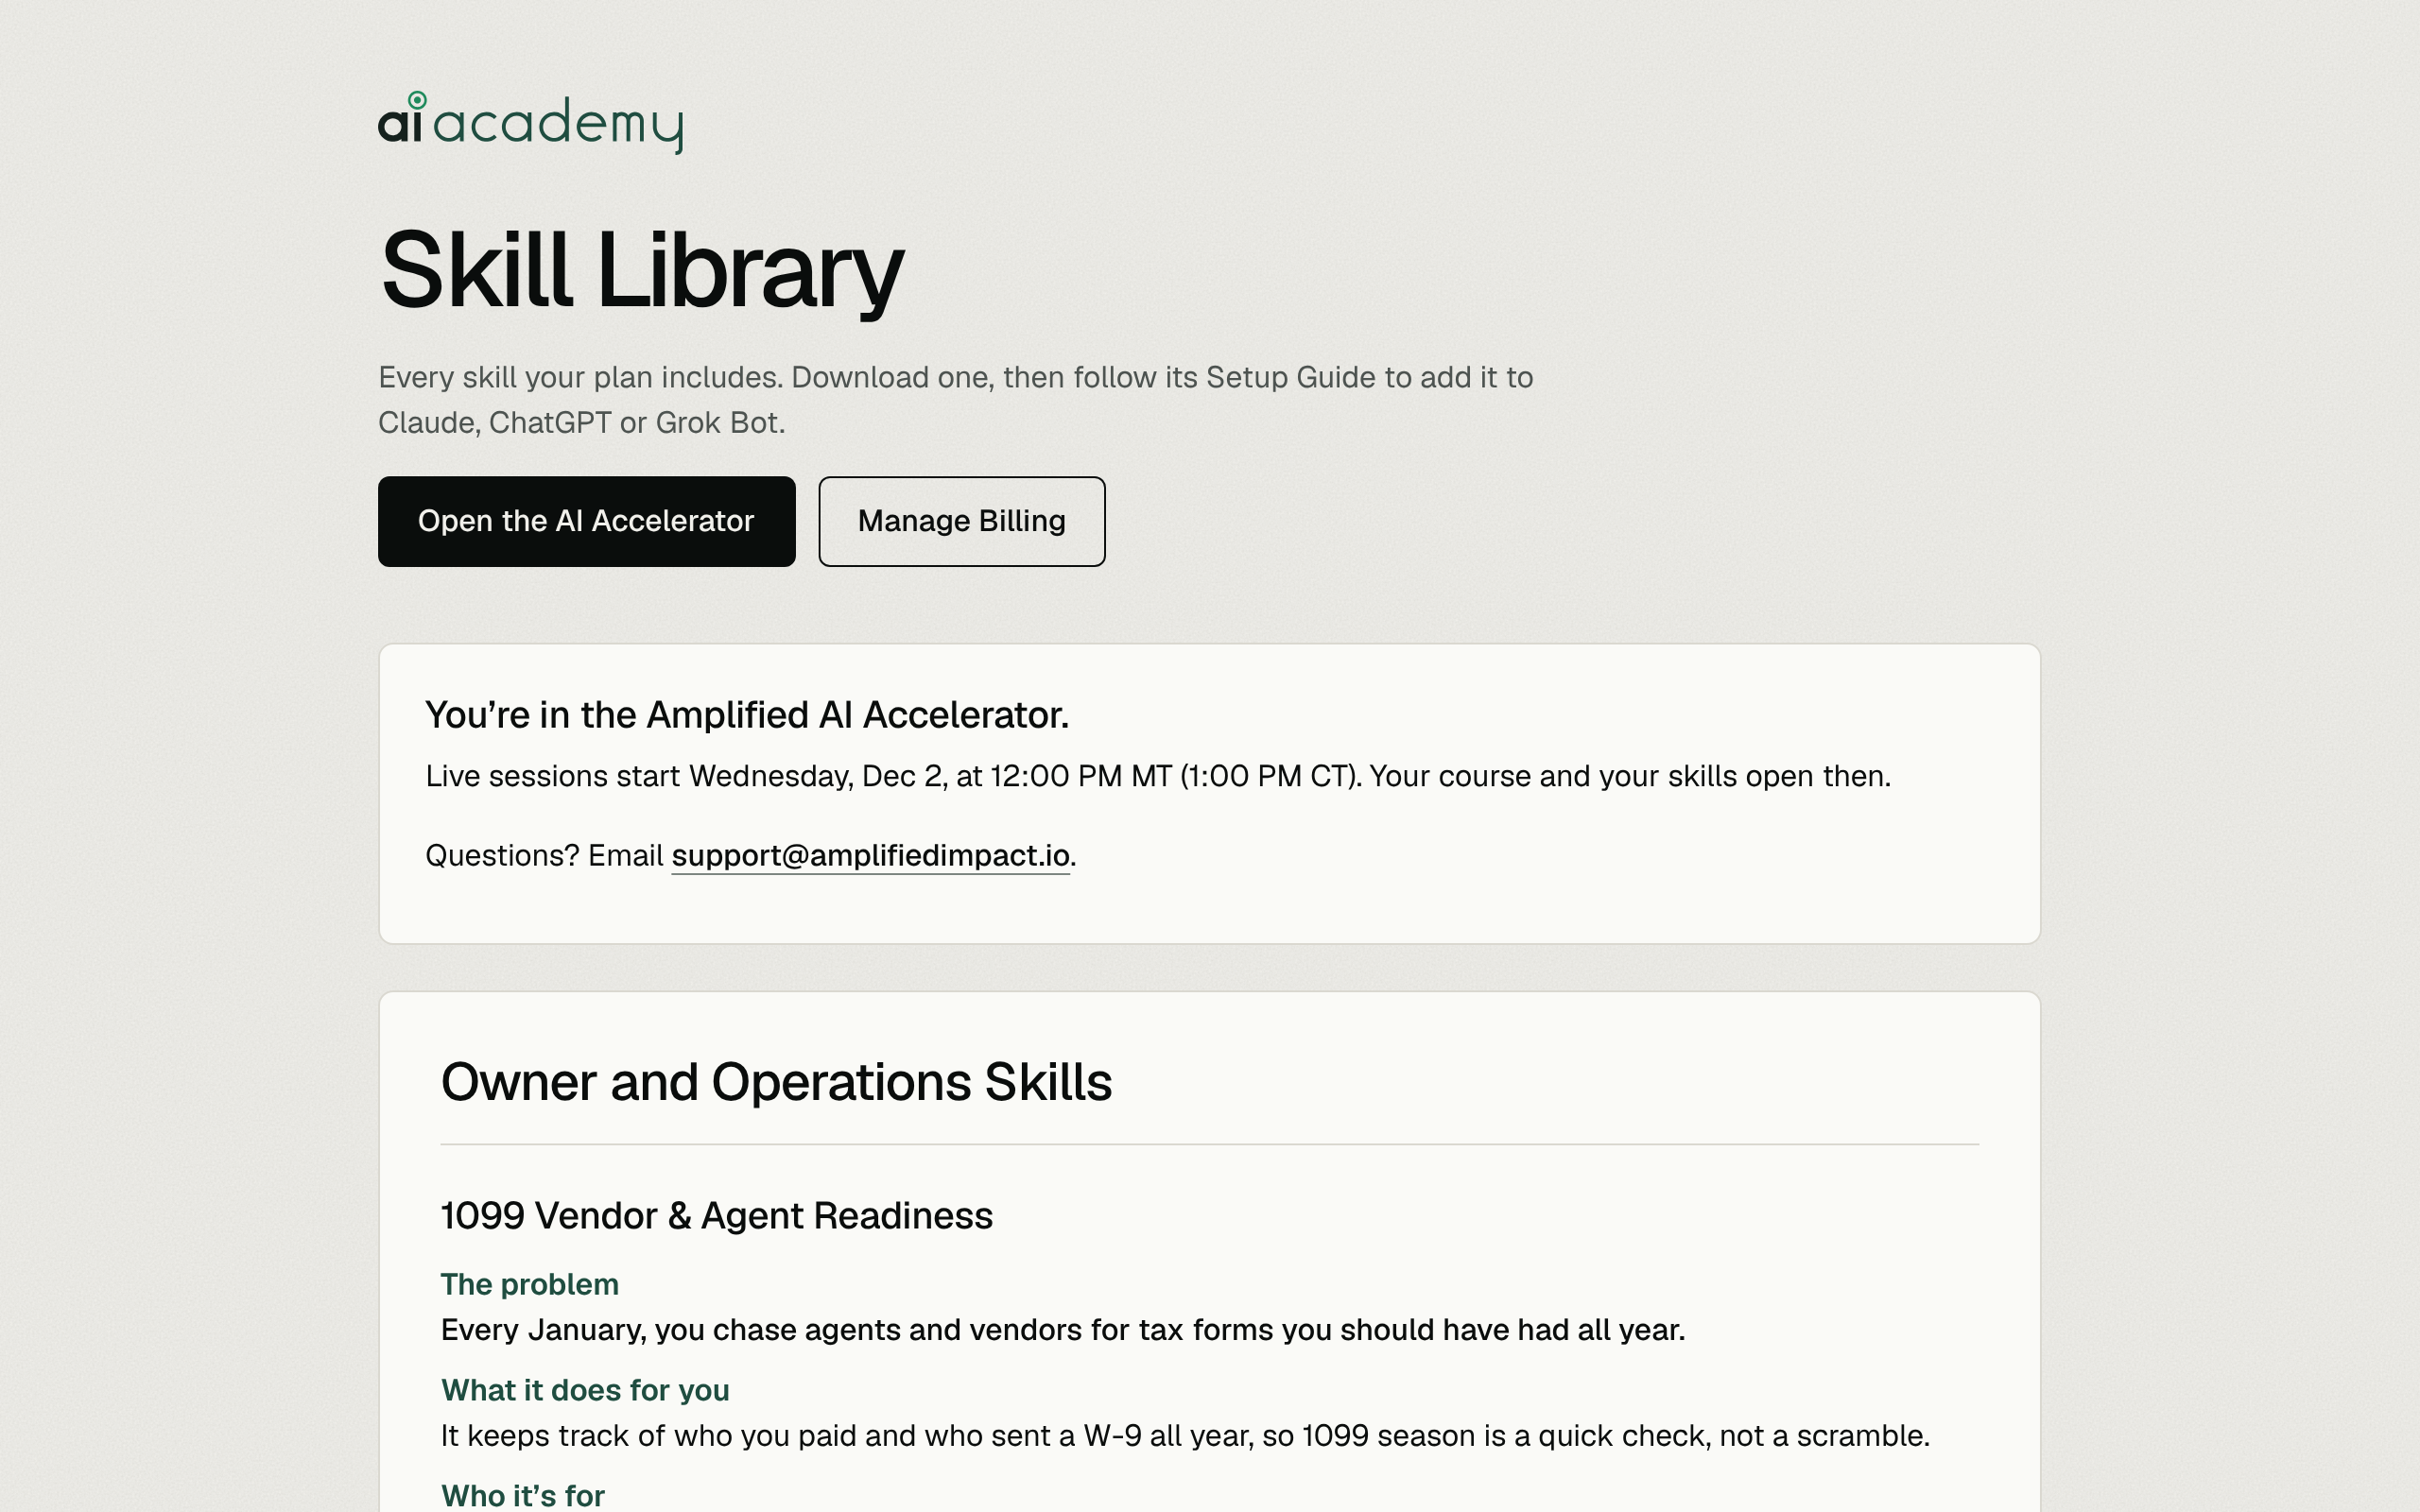 ai academy
Skill Library
Every skill your plan includes. Download one, then follow its Setup Guide to add it to
Claude, ChatGPT or Grok Bot.
Open the AI Accelerator
Manage Billing
You’re in the Amplified AI Accelerator.
Live sessions start Wednesday, Dec 2, at 12:00 PM MT (1:00 PM CT). Your course and your skills open then.
Questions? Email support@amplifiedimpact.io.
Owner and Operations Skills
1099 Vendor & Agent Readiness
The problem
Every January, you chase agents and vendors for tax forms you should have had all year.
What it does for you
It keeps track of who you paid and who sent a W-9 all year, so 1099 season is a quick check, not a scramble.
Who it’s for